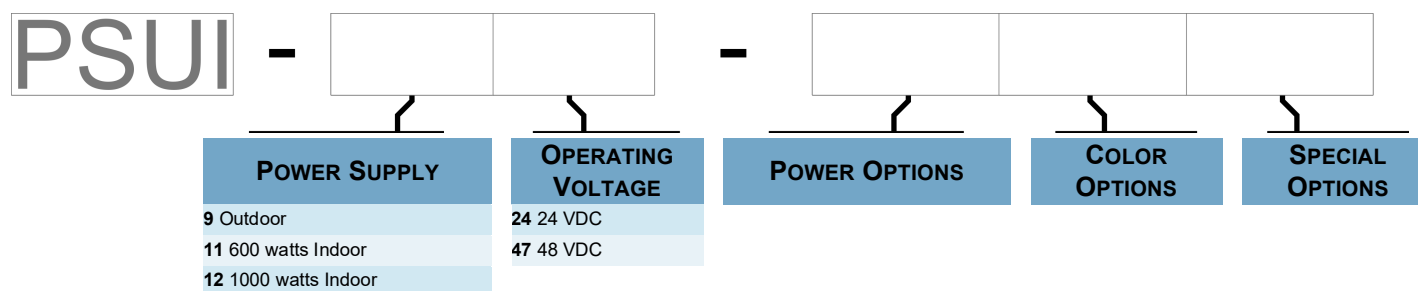 PSUI - -
POWER SUPPLY
OPERATING
VOLTAGE
POWER OPTIONS
COLOR
OPTIONS
SPECIAL
OPTIONS
9 Outdoor
24 24 VDC
11 600 watts Indoor
47 48 VDC
12 1000 watts Indoor